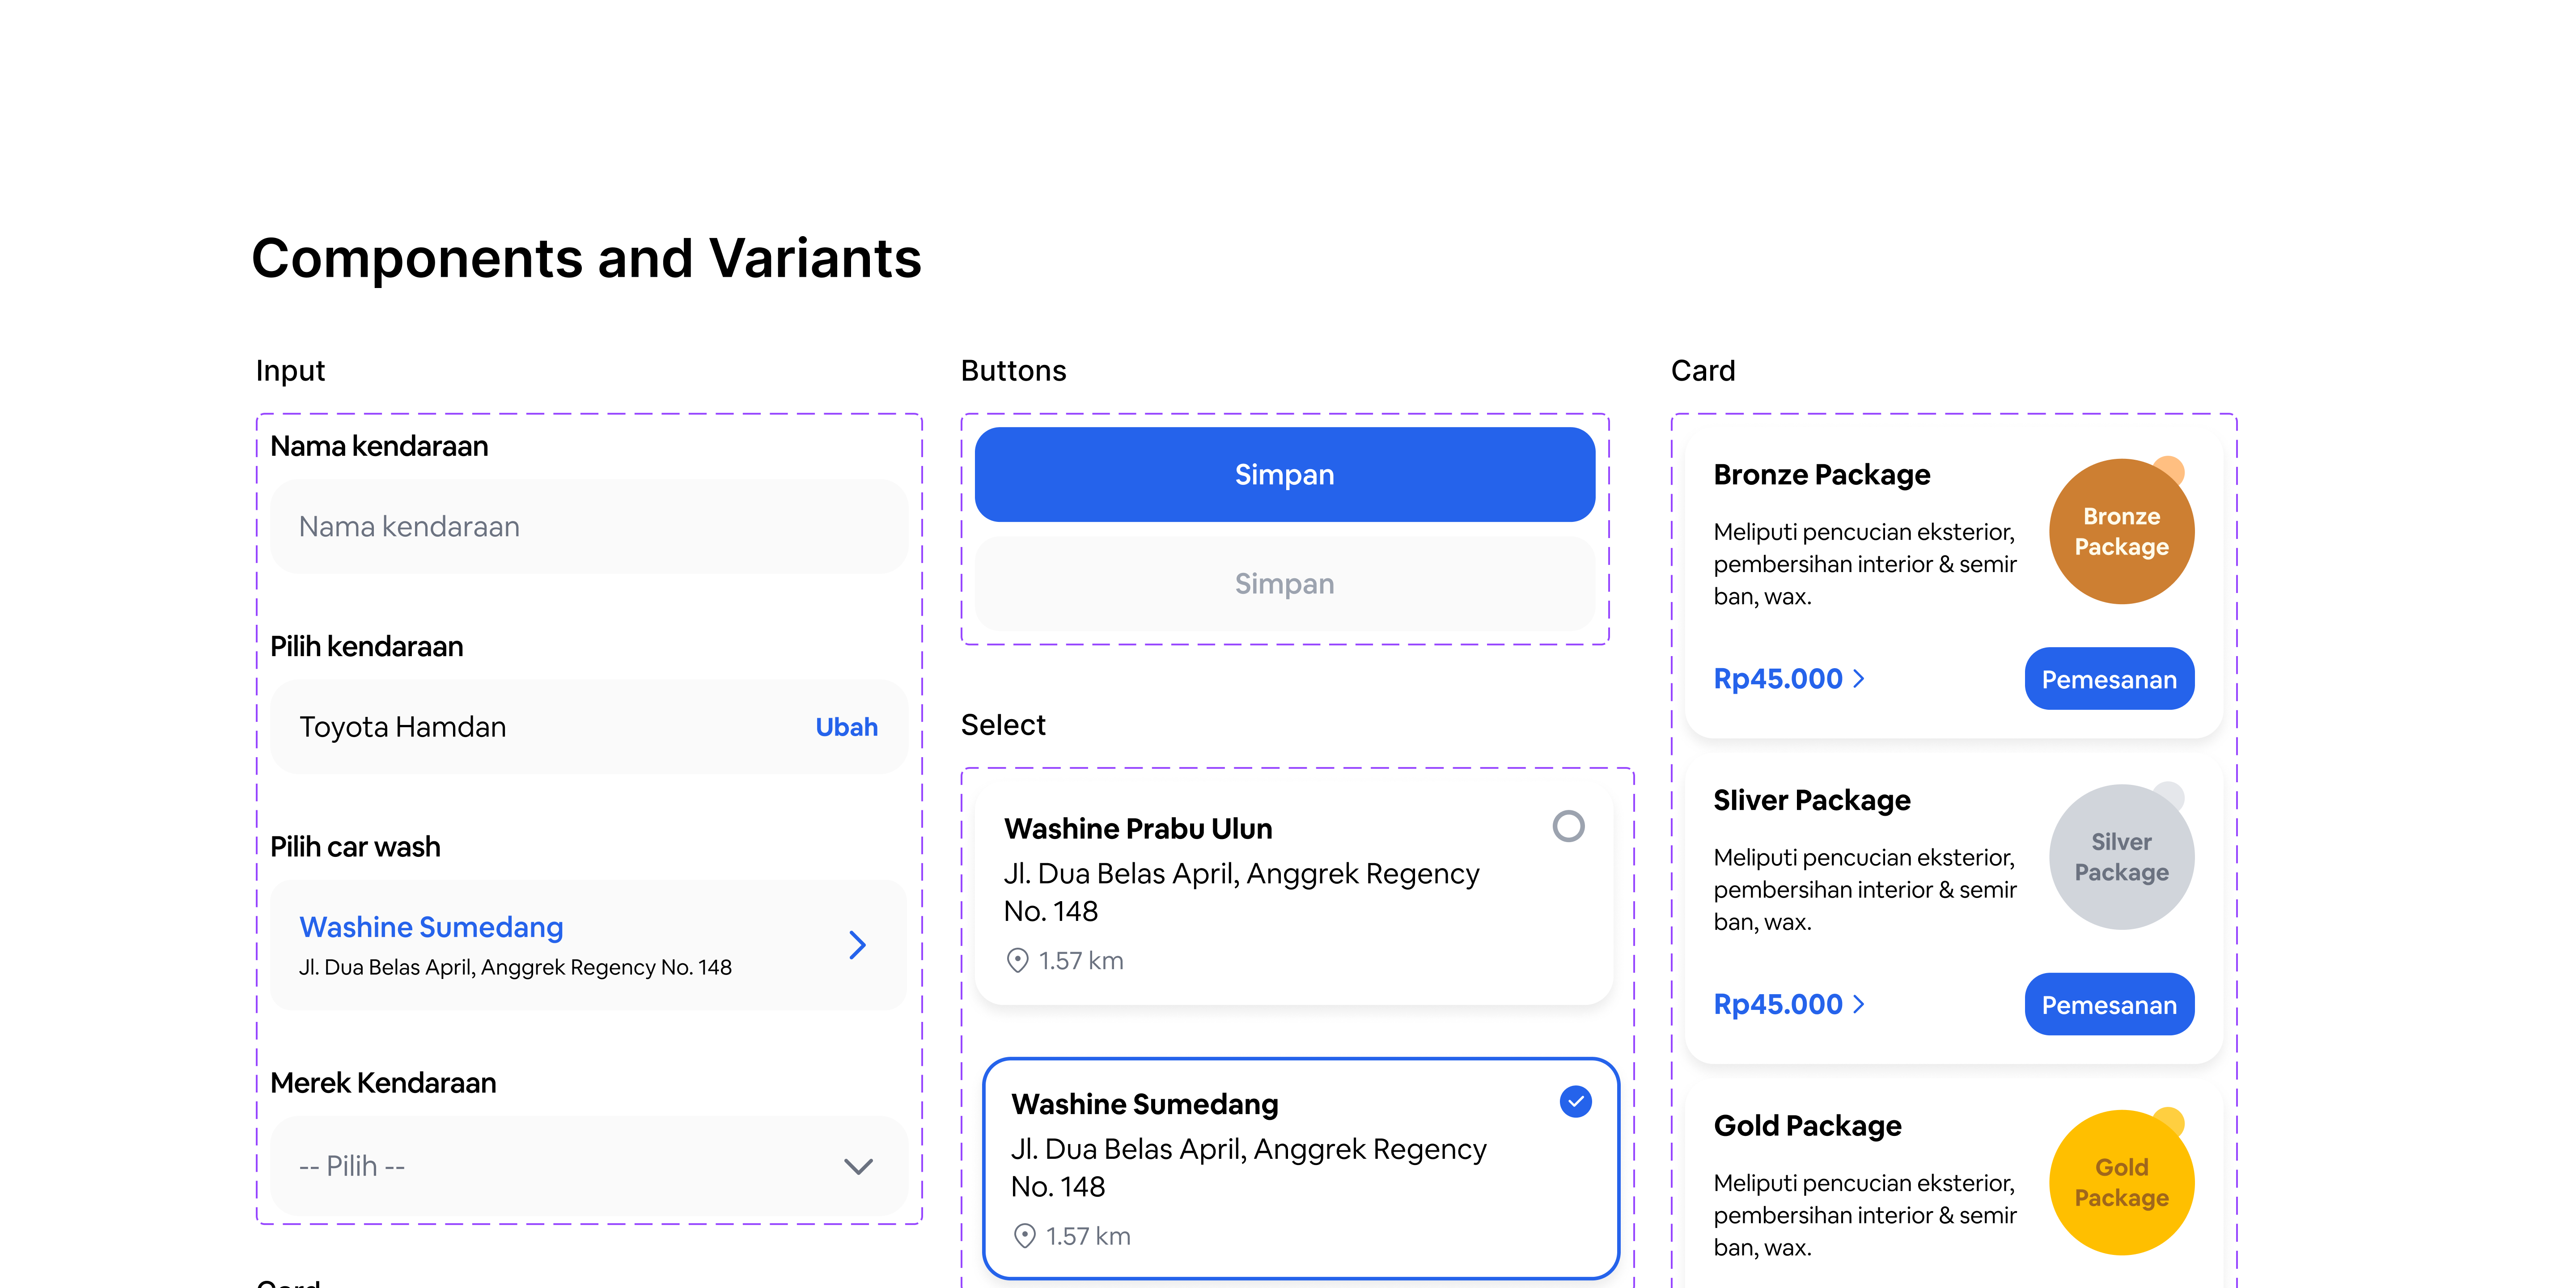 Components and Variants
Input
Nama kendaraan
Nama kendaraan
Pilih kendaraan
Toyota Hamdan
Ubah
Pilih car wash
Washine Sumedang
Jl. Dua Belas April, Anggrek Regency No. 148
Merek Kendaraan
-- Pilih --
Card
Buttons
Simpan
Simpan
Select
Washine Prabu Ulun
Jl. Dua Belas April, Anggrek Regency
No. 148
1.57 km
Washine Sumedang
Jl. Dua Belas April, Anggrek Regency
No. 148
1.57 km
Card
Bronze Package
Meliputi pencucian eksterior,
pembersihan interior & semir
ban, wax.
Bronze
Package
Rp45.000
Pemesanan
SIiver Package
Meliputi pencucian eksterior,
pembersihan interior & semir
ban, wax.
Silver
Package
Rp45.000
Pemesanan
Gold Package
Meliputi pencucian eksterior,
pembersihan interior & semir
ban, wax.
Gold
Package